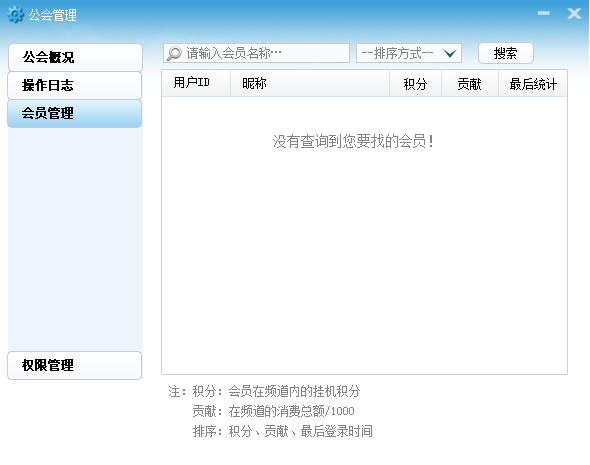 公会管理
公会概况
操作日志
会员管理
权限管理
请输入会员名称…
--排序方式--
搜索
用户ID 昵称 积分 贡献 最后统计
没有查询到您要找的会员！
注：积分：会员在频道内的挂机积分
贡献：在频道的消费总额/1000
排序：积分、贡献、最后登录时间